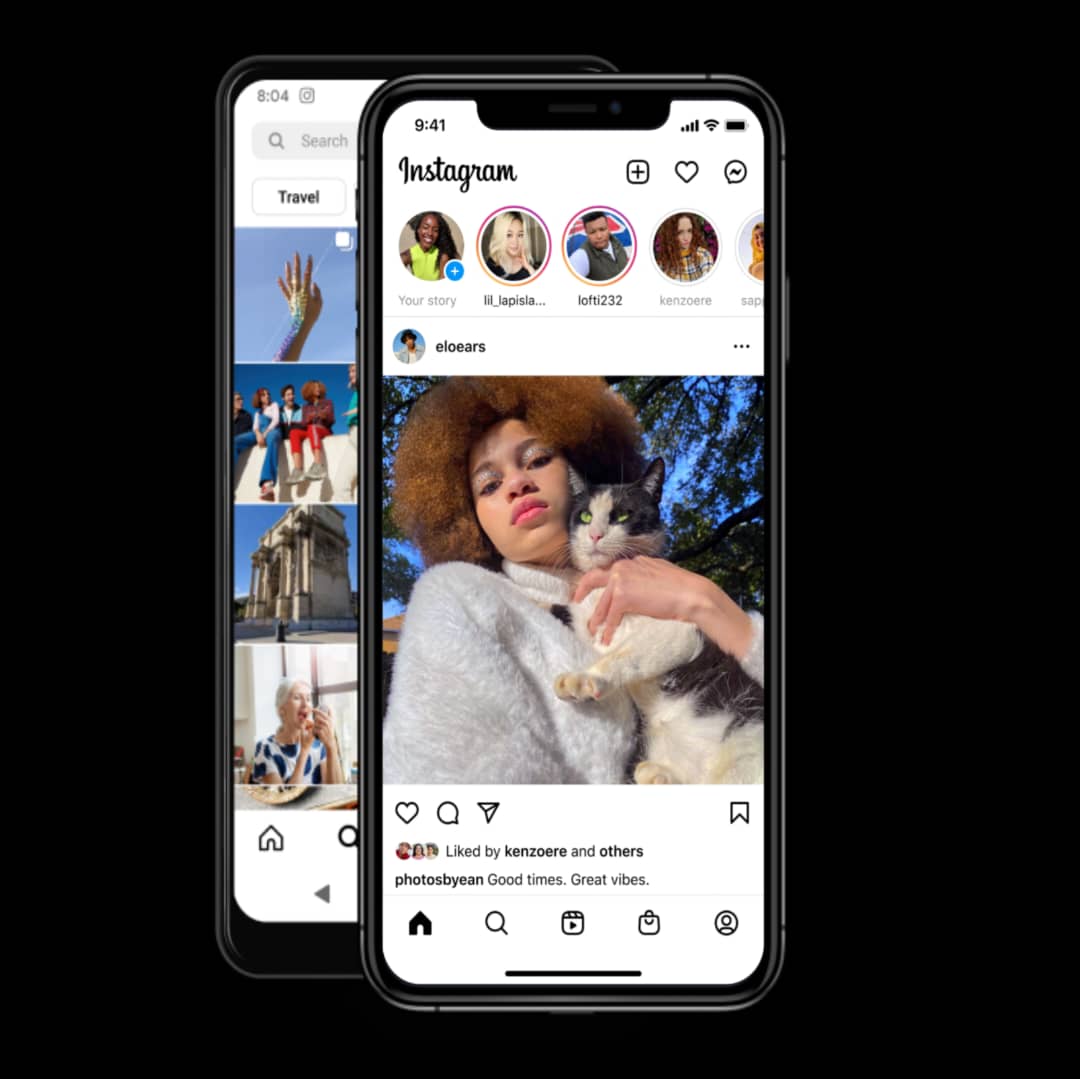 8:04
Search
Travel
9:41
Instagram
Your story
lil_lapisla...
lofti232
kenzoere
sapp
eloears
Liked by kenzoere and others
photosbyean Good times. Great vibes.